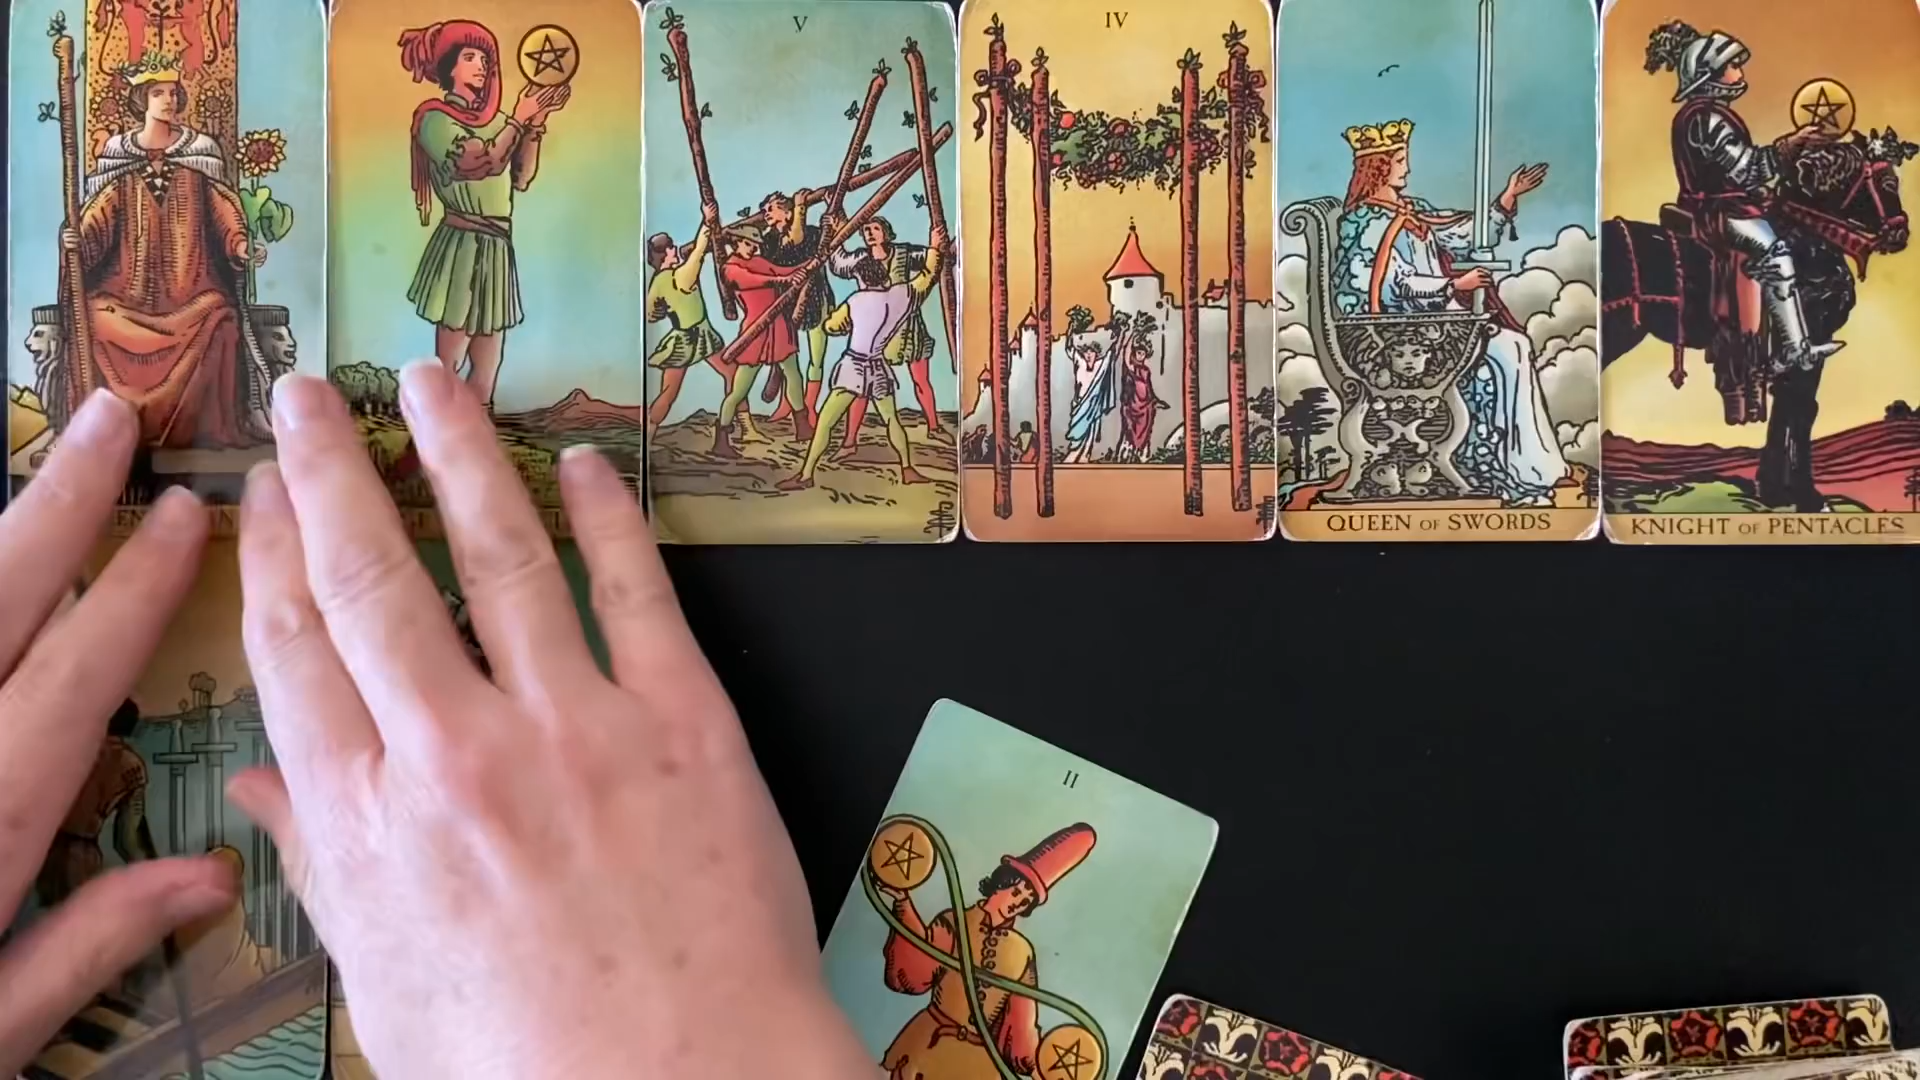 V
IV
QUEEN OF SWORDS
KNIGHT OF PENTACLES
II